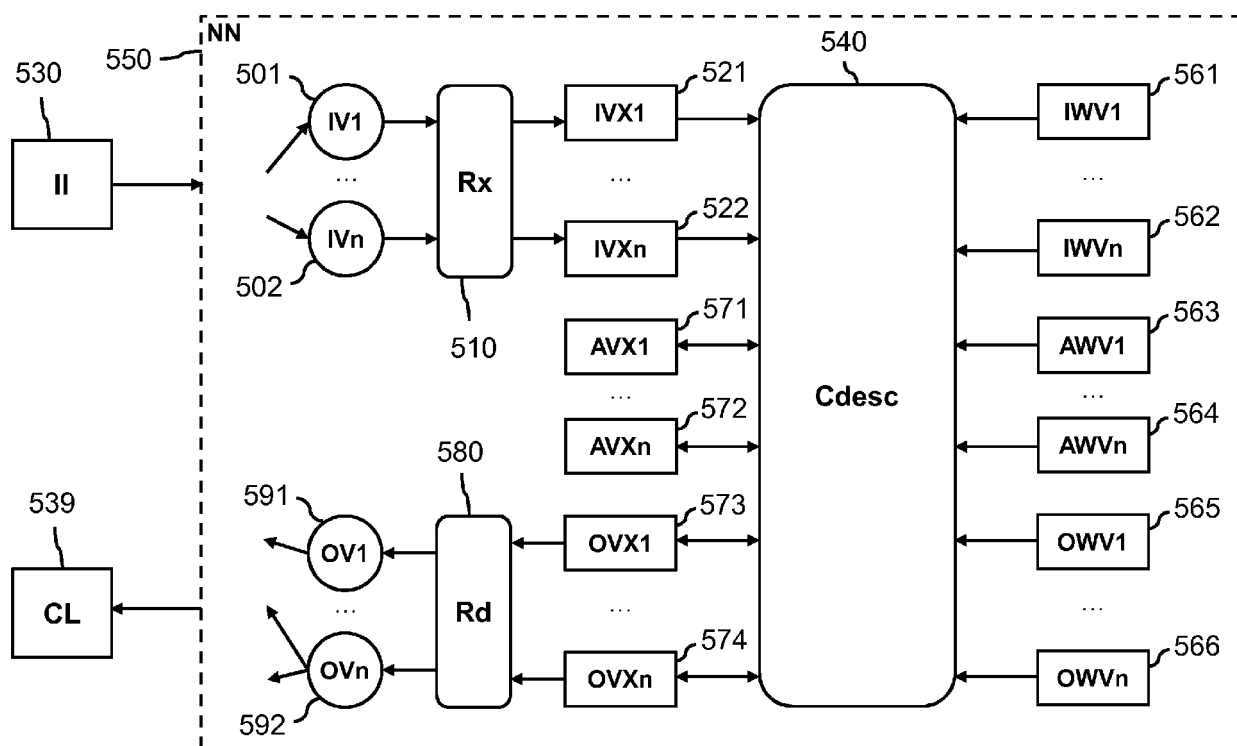 NN
550
530
II
501
IV1
...
IVn
502
Rx
510
521
IVX1
...
522
IVXn
571
AVX1
...
572
AVXn
540
Cdesc
561
IWV1
...
562
IWVn
563
AWV1
...
564
AWVn
539
CL
591
OV1
...
OVn
592
580
Rd
573
OVX1
...
574
OVXn
565
OWV1
...
566
OWVn